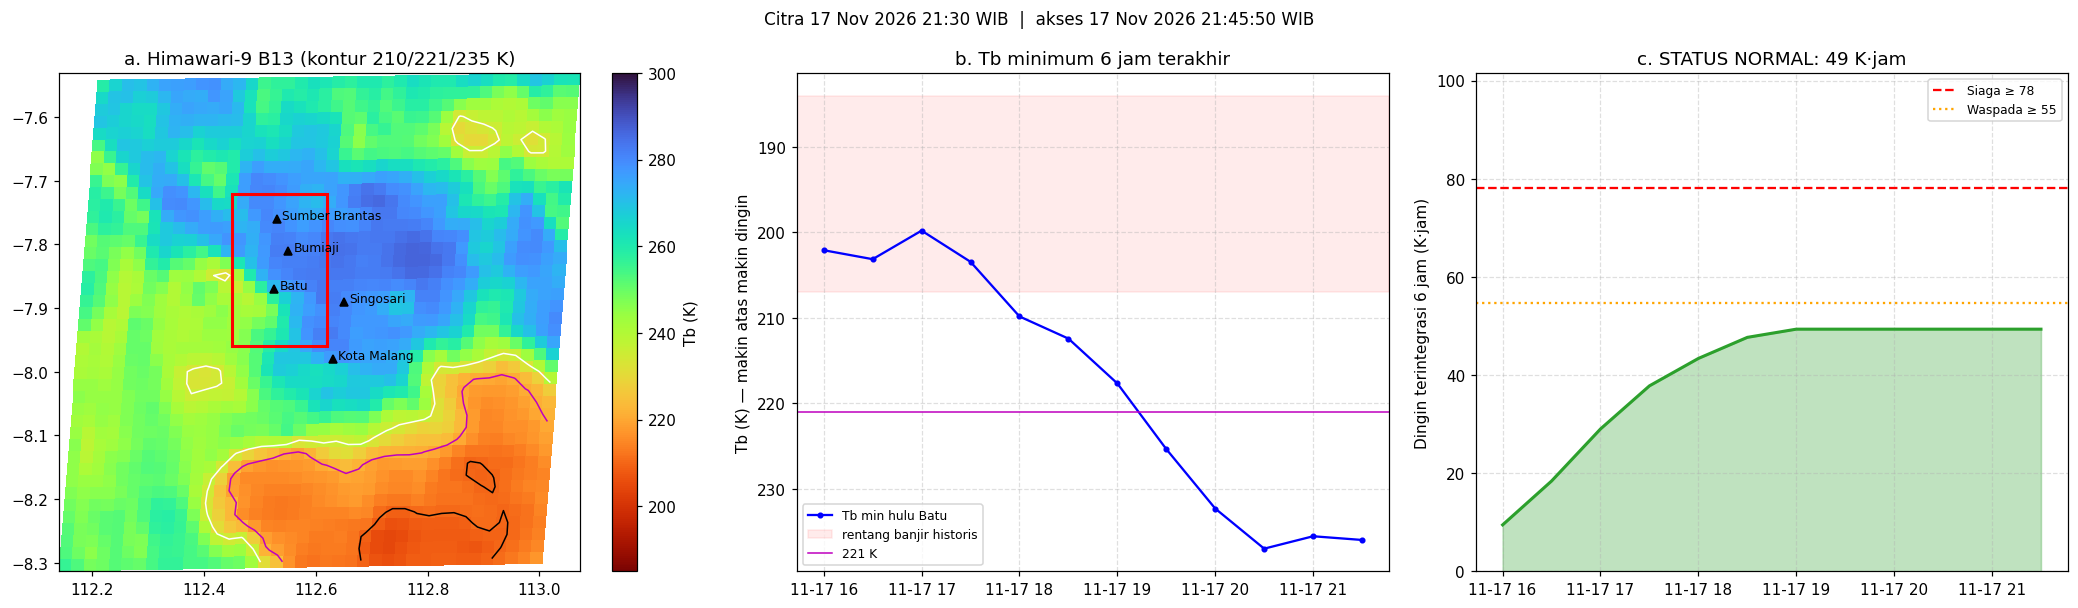 Citra 17 Nov 2026 21:30 WIB | akses 17 Nov 2026 21:45:50 WIB
a. Himawari-9 B13 (kontur 210/221/235 K)
−7.6
−7.7
−7.8
−7.9
−8.0
−8.1
−8.2
−8.3
112.2
112.4
112.6
112.8
113.0
Sumber Brantas
Bumiaji
Batu
Singosari
Kota Malang
300
280
260
240
220
200
Tb (K)
b. Tb minimum 6 jam terakhir
Tb (K) — makin atas makin dingin
190
200
210
220
230
Tb min hulu Batu
rentang banjir historis
221 K
11-17 16
11-17 17
11-17 18
11-17 19
11-17 20
11-17 21
c. STATUS NORMAL: 49 K·jam
Dingin terintegrasi 6 jam (K·jam)
100
80
60
40
20
0
Siaga ≥ 78
Waspada ≥ 55
11-17 16
11-17 17
11-17 18
11-17 19
11-17 20
11-17 21